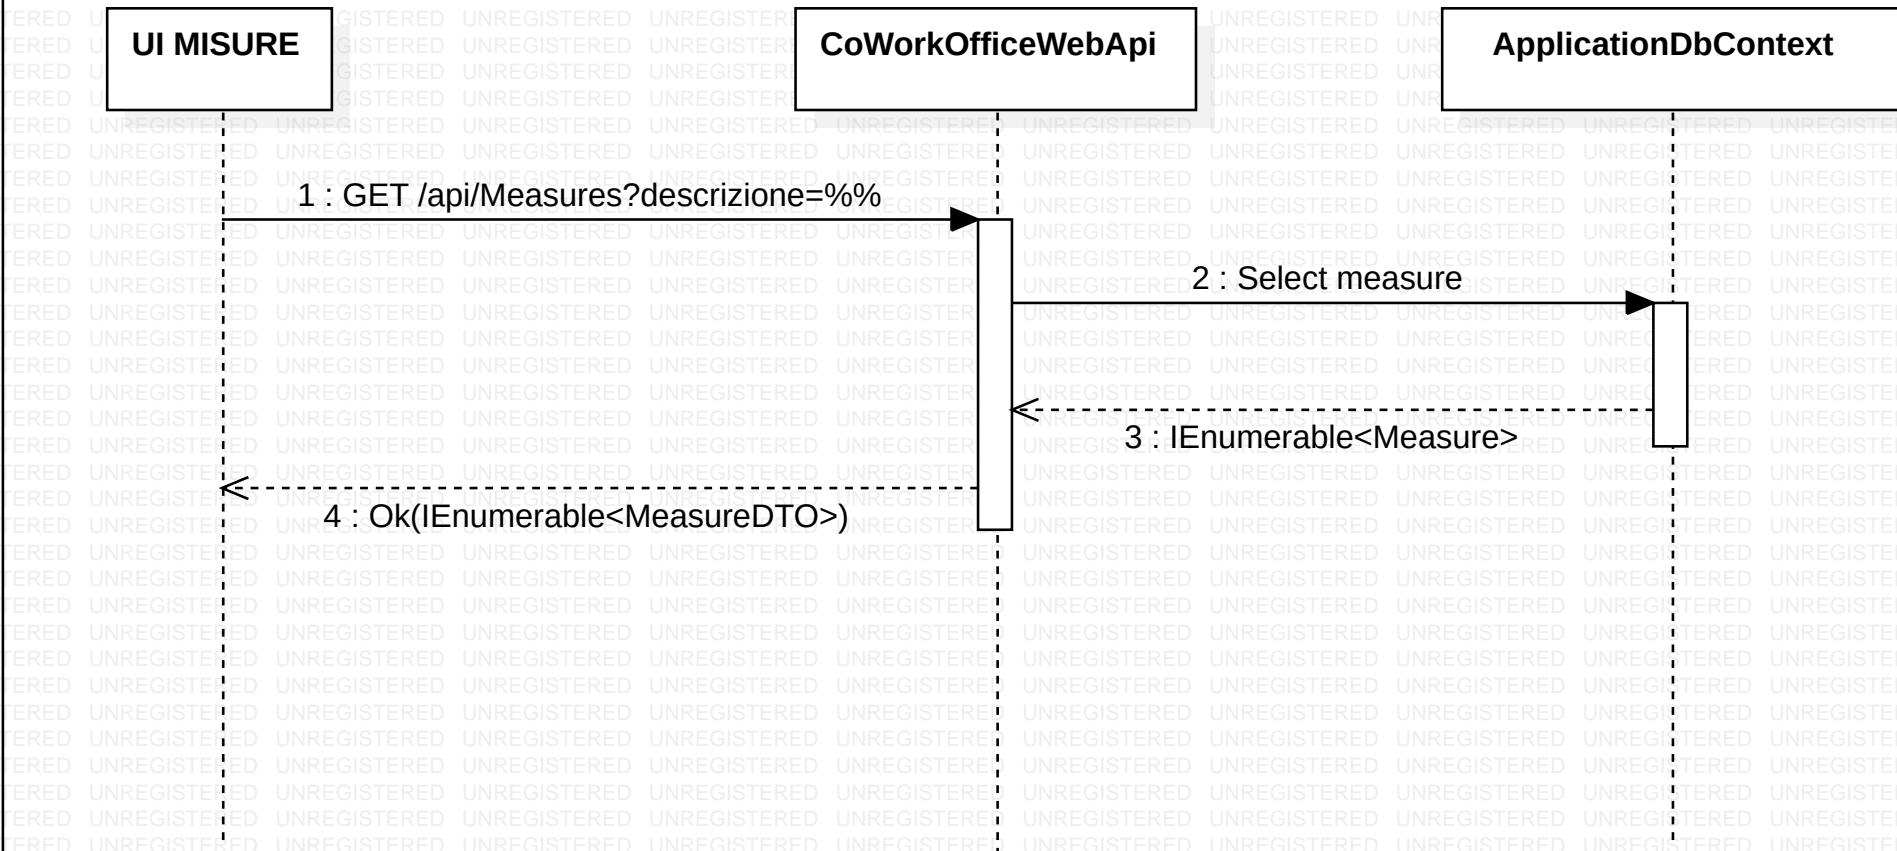 UI MISURE
CoWorkOfficeWebApi
ApplicationDbContext
1 : GET /api/Measures?descrizione=%%
2 : Select measure
3 : IEnumerable<Measure>
4 : Ok(IEnumerable<MeasureDTO>)
UNREGISTERED